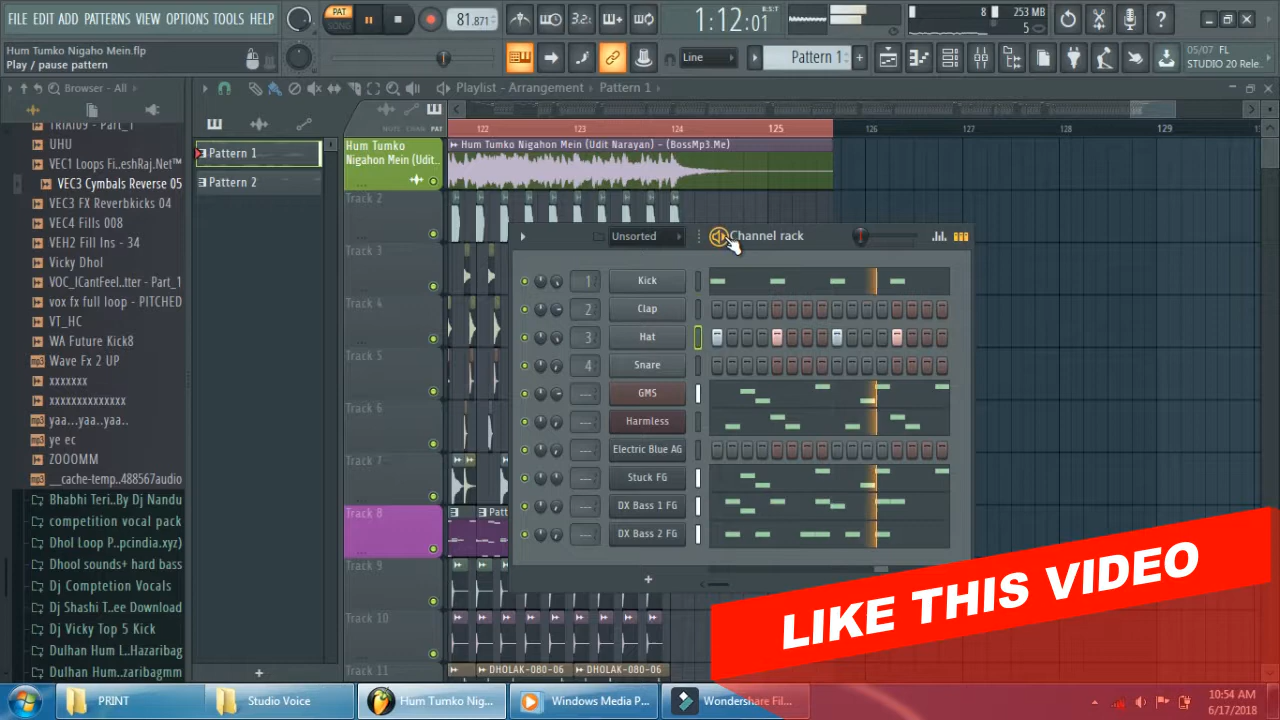 FILE EDIT ADD PATTERNS VIEW OPTIONS TOOLS HELP
PAT
SONG
81.871
3.2.
1:12:01
B:S:T
8
253 MB
5
Hum Tumko Nigaho Mein.flp
Play / pause pattern
Line
Pattern 1
05/07 FL
STUDIO 20 Rele..
Browser - All
Playlist - Arrangement
Pattern 1
NOTE CHAN PAT
122
123
124
125
126
127
128
129
TRIAI09 - Part_1
UHU
VEC1 Loops Fi..eshRaj.Net™
VEC3 Cymbals Reverse 05
VEC3 FX Reverbkicks 04
VEC4 Fills 008
VEH2 Fill Ins - 34
Vicky Dhol
VOC_ICantFeel..
vox fx full loop - PITCHED
VT_HC
WA Future Kick8
Wave Fx 2 UP
xxxxxxx
xxxxxxxxxxxxxx
yaa...yaa..yaa..
ye ec
ZOOOMM
__cache-temp..488567audio
Bhabhi Teri..By Dj Nandu
competition vocal pack
Dhol Loop P..pcindia.xyz)
Dhool sounds+ hard bass
Dj Comptetion Vocals
Dj Shashi T..ee Download
Dj Vicky Top 5 Kick
Dulhan Hum l..Hazaribag
Dulhan Hum ..zaribagmm
Pattern 1
Pattern 2
Hum Tumko
Nigahon Mein (Udit..
Hum Tumko Nigahon Mein (Udit Narayan) - (BossMp3.Me)
Track 2
Track 3
Track 4
Track 5
Track 6
Track 7
Track 8
Patt
Track 9
Track 10
Track 11
DHOLAK-080-06
DHOLAK-080-06
Unsorted
Channel rack
1
Kick
2
Clap
3
Hat
4
Snare
GMS
Harmless
Electric Blue AG
Stuck FG
DX Bass 1 FG
DX Bass 2 FG
LIKE THIS VIDEO
PRINT
Studio Voice
Hum Tumko Nig...
Windows Media P...
Wondershare Fil...
10:54 AM
6/17/2018